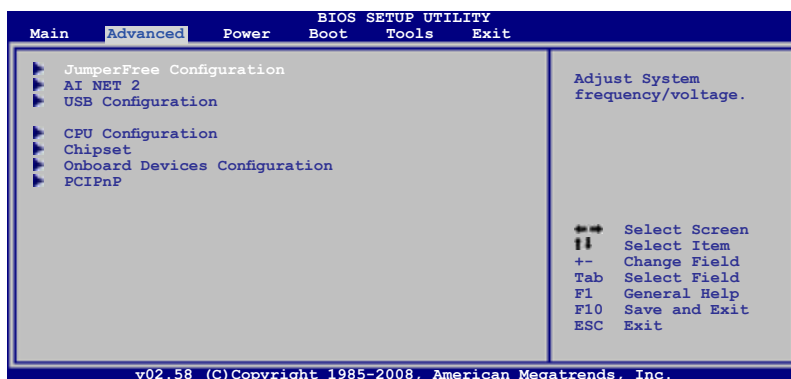 BIOS SETUP UTILITY
Main Advanced Power Boot Tools Exit
JumperFree Configuration
AI NET 2
USB Configuration
CPU Configuration
Chipset
Onboard Devices Configuration
PCIPnP
Adjust System
frequency/voltage.
Select Screen
Select Item
+- Change Field
Tab Select Field
F1 General Help
F10 Save and Exit
ESC Exit
v02.58 (C)Copyright 1985-2008, American Megatrends, Inc.